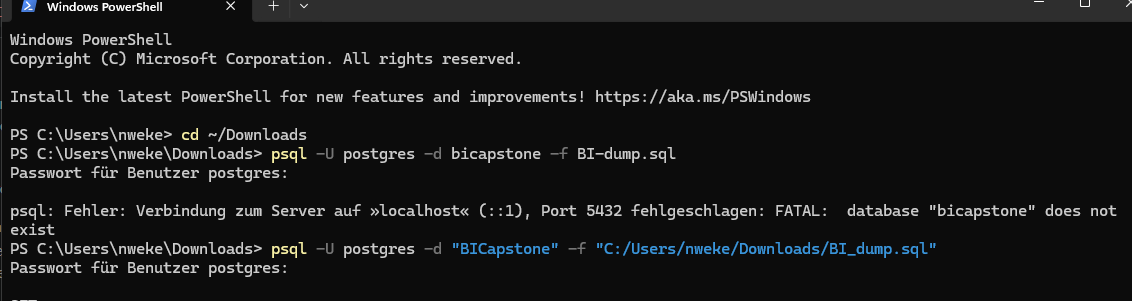 Windows PowerShell
Windows PowerShell
Copyright (C) Microsoft Corporation. All rights reserved.
Install the latest PowerShell for new features and improvements! https://aka.ms/PSWindows
PS C:\Users\nweke> cd ~/Downloads
PS C:\Users\nweke\Downloads> psql -U postgres -d bicapstone -f BI-dump.sql
Passwort für Benutzer postgres:
psql: Fehler: Verbindung zum Server auf »localhost« (::1), Port 5432 fehlgeschlagen: FATAL:  database "bicapstone" does not
exist
PS C:\Users\nweke\Downloads> psql -U postgres -d "BICapstone" -f "C:/Users/nweke/Downloads/BI_dump.sql"
Passwort für Benutzer postgres: